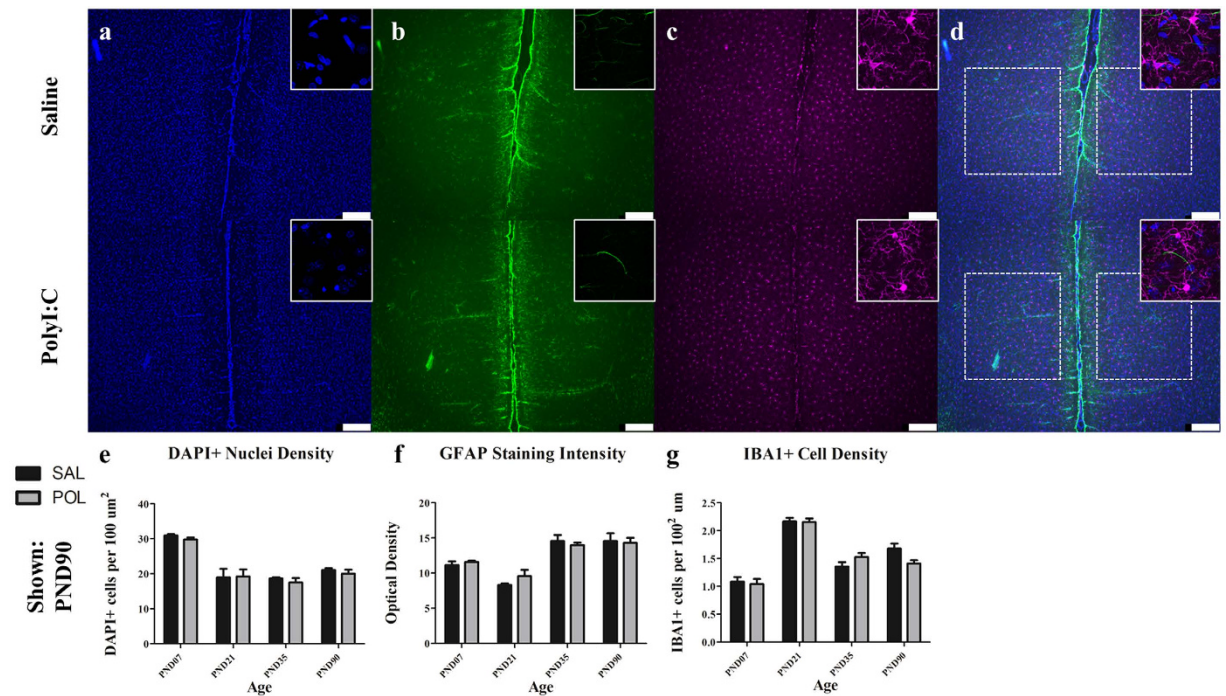 a
b
c
d
Saline
PolyI:C
e
DAPI+ Nuclei Density
f
GFAP Staining Intensity
g
IBA1+ Cell Density
SAL
POL
Shown:
PND90
DAPI+ cells per 100 um²
40
30
20
10
0
PND07
PND21
PND35
PND90
Age
Optical Density
20
15
10
5
0
PND07
PND21
PND35
PND90
Age
IBA1+ cells per 100² um
2.5
2.0
1.5
1.0
0.5
0.0
PND07
PND21
PND35
PND90
Age